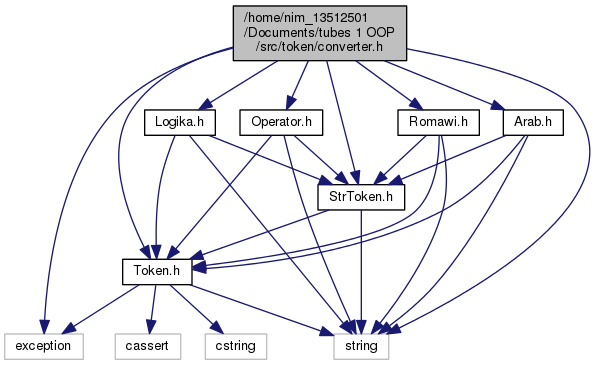 /home/nim_13512501
/Documents/tubes 1 OOP
/src/token/converter.h
Logika.h
Operator.h
Romawi.h
Arab.h
StrToken.h
Token.h
exception
cassert
cstring
string